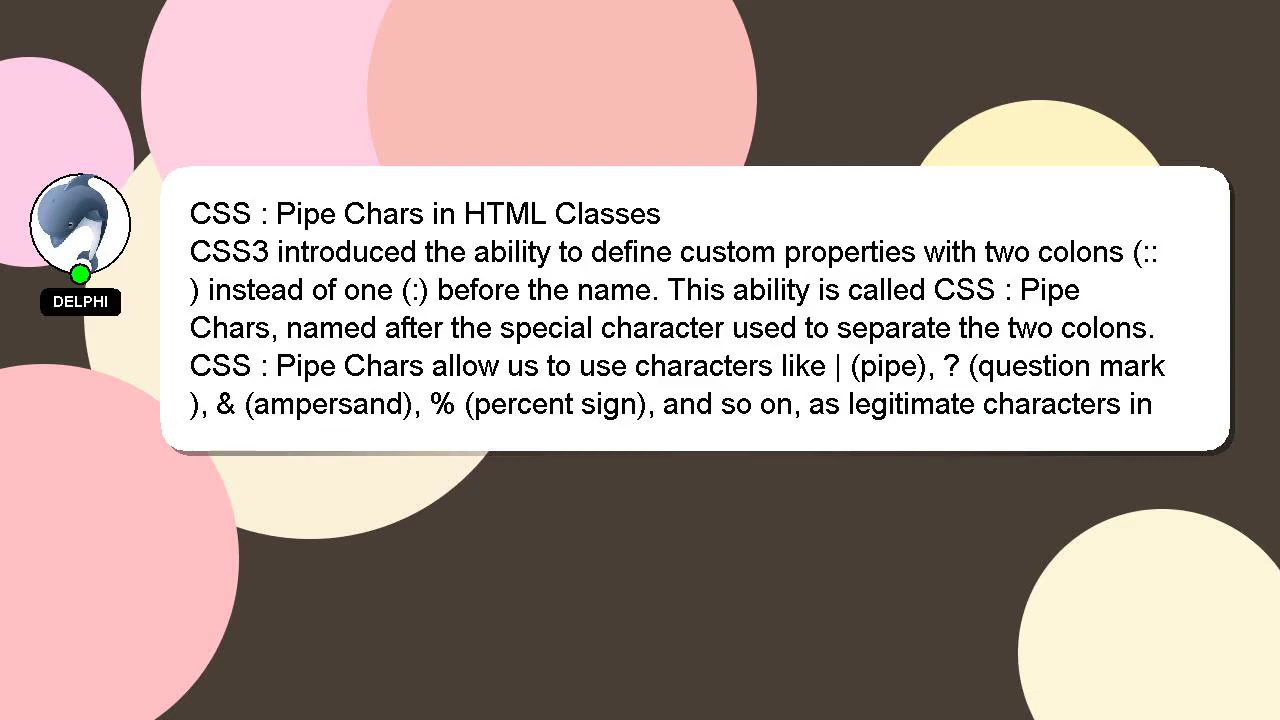 CSS : Pipe Chars in HTML Classes
CSS3 introduced the ability to define custom properties with two colons (::
) instead of one (:) before the name. This ability is called CSS : Pipe
Chars, named after the special character used to separate the two colons.
CSS : Pipe Chars allow us to use characters like | (pipe), ? (question mark
), & (ampersand), % (percent sign), and so on, as legitimate characters in
DELPHI